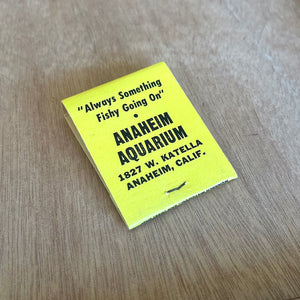 "Always Something
Fishy Going On"
•
ANAHEIM
AQUARIUM
1827 W. KATELLA
ANAHEIM, CALIF.